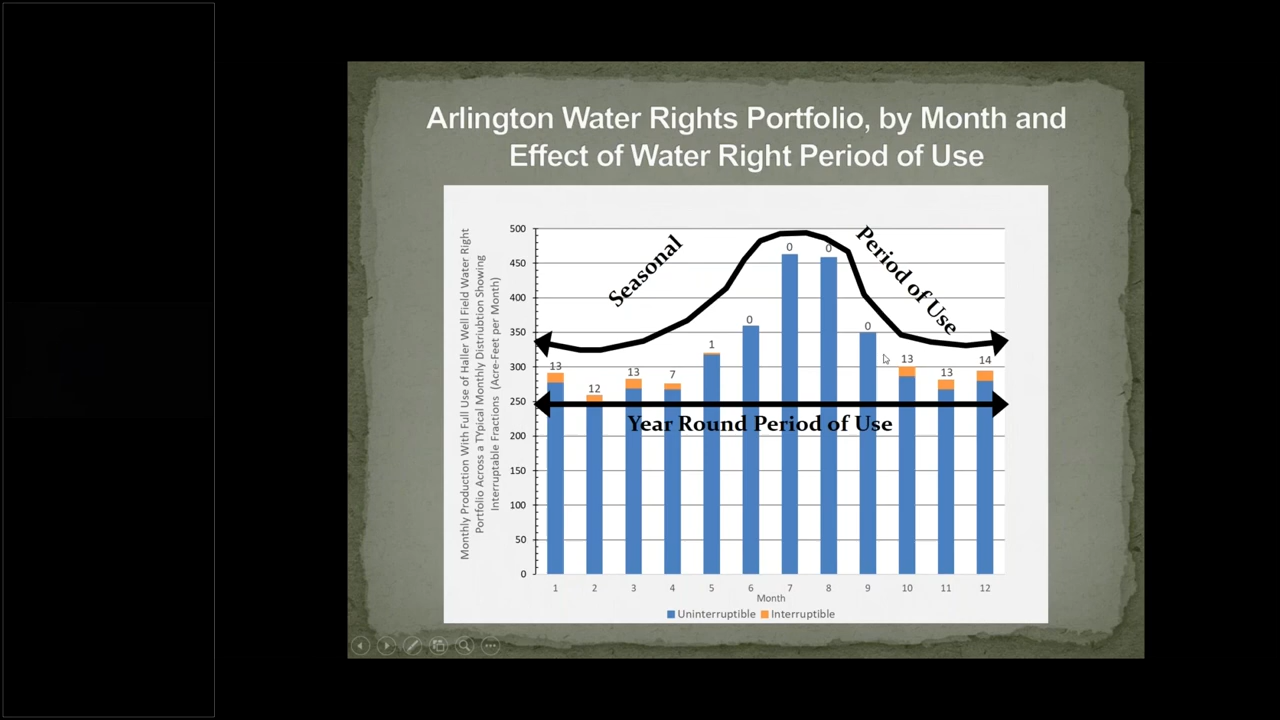 Arlington Water Rights Portfolio, by Month and
Effect of Water Right Period of Use
Monthly Production With Full Use of Haller Well Field Water Right
Portfolio Across a TYpical Monthly Distriubtion Showing
Interruptable Fractions (Acre-Feet per Month)
500
450
400
350
300
250
200
150
100
50
0
Seasonal
Period of Use
13
12
13
7
1
0
0
0
0
13
13
14
Year Round Period of Use
1 2 3 4 5 6 7 8 9 10 11 12
Month
Uninterruptible Interruptible